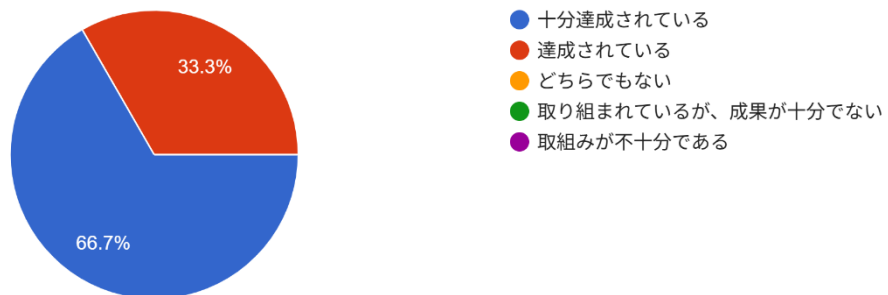 33.3%
66.7%
十分達成されている
達成されている
どちらでもない
取り組まれているが、成果が十分でない
取組みが不十分である